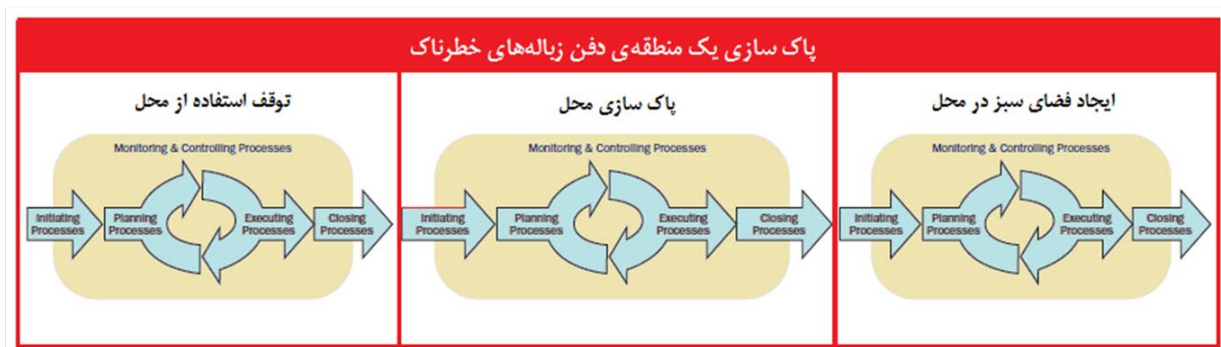 پاک سازی یک منطقه‌ی دفن زباله‌های خطرناک
توقف استفاده از محل
Monitoring & Controlling Processes
Initiating
Processes
Planning
Processes
Executing
Processes
Closing
Processes
پاک سازی محل
Monitoring & Controlling Processes
Initiating
Processes
Planning
Processes
Executing
Processes
Closing
Processes
ایجاد فضای سبز در محل
Monitoring & Controlling Processes
Initiating
Processes
Planning
Processes
Executing
Processes
Closing
Processes